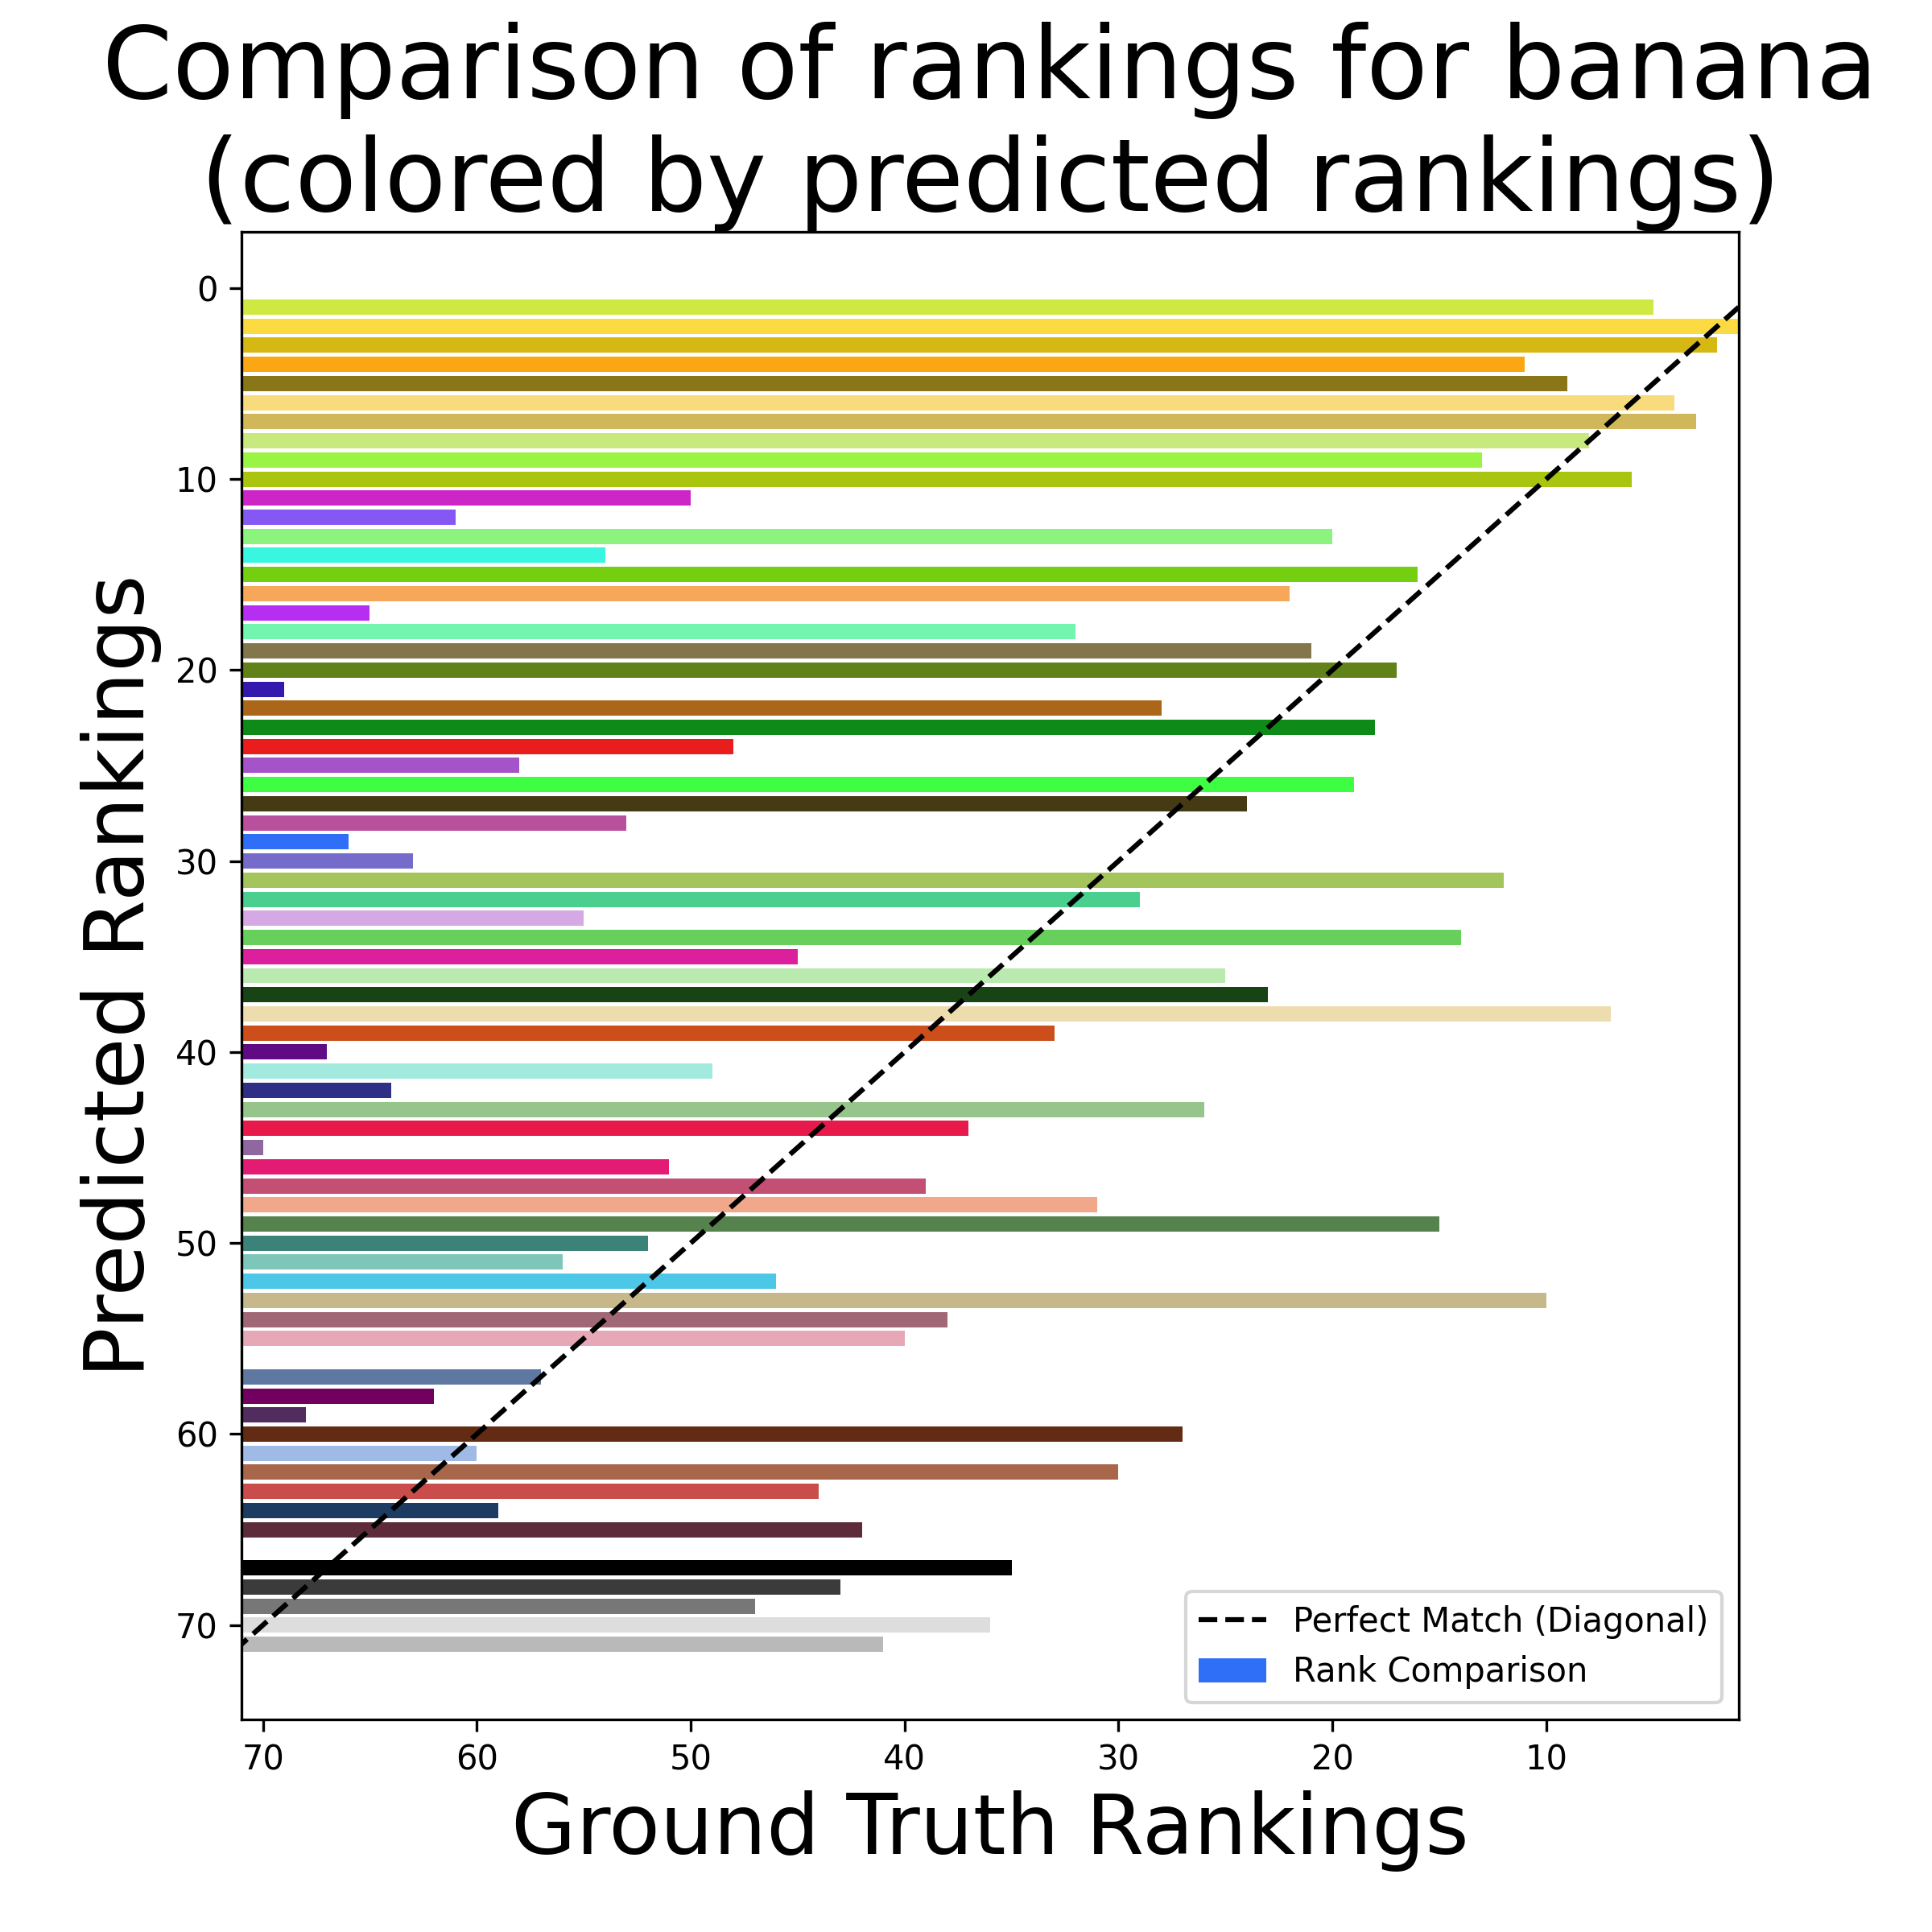 Comparison of rankings for banana
(colored by predicted rankings)
Predicted Rankings
0
10
20
30
40
50
60
70
70 60 50 40 30 20 10
Ground Truth Rankings
Perfect Match (Diagonal)
Rank Comparison